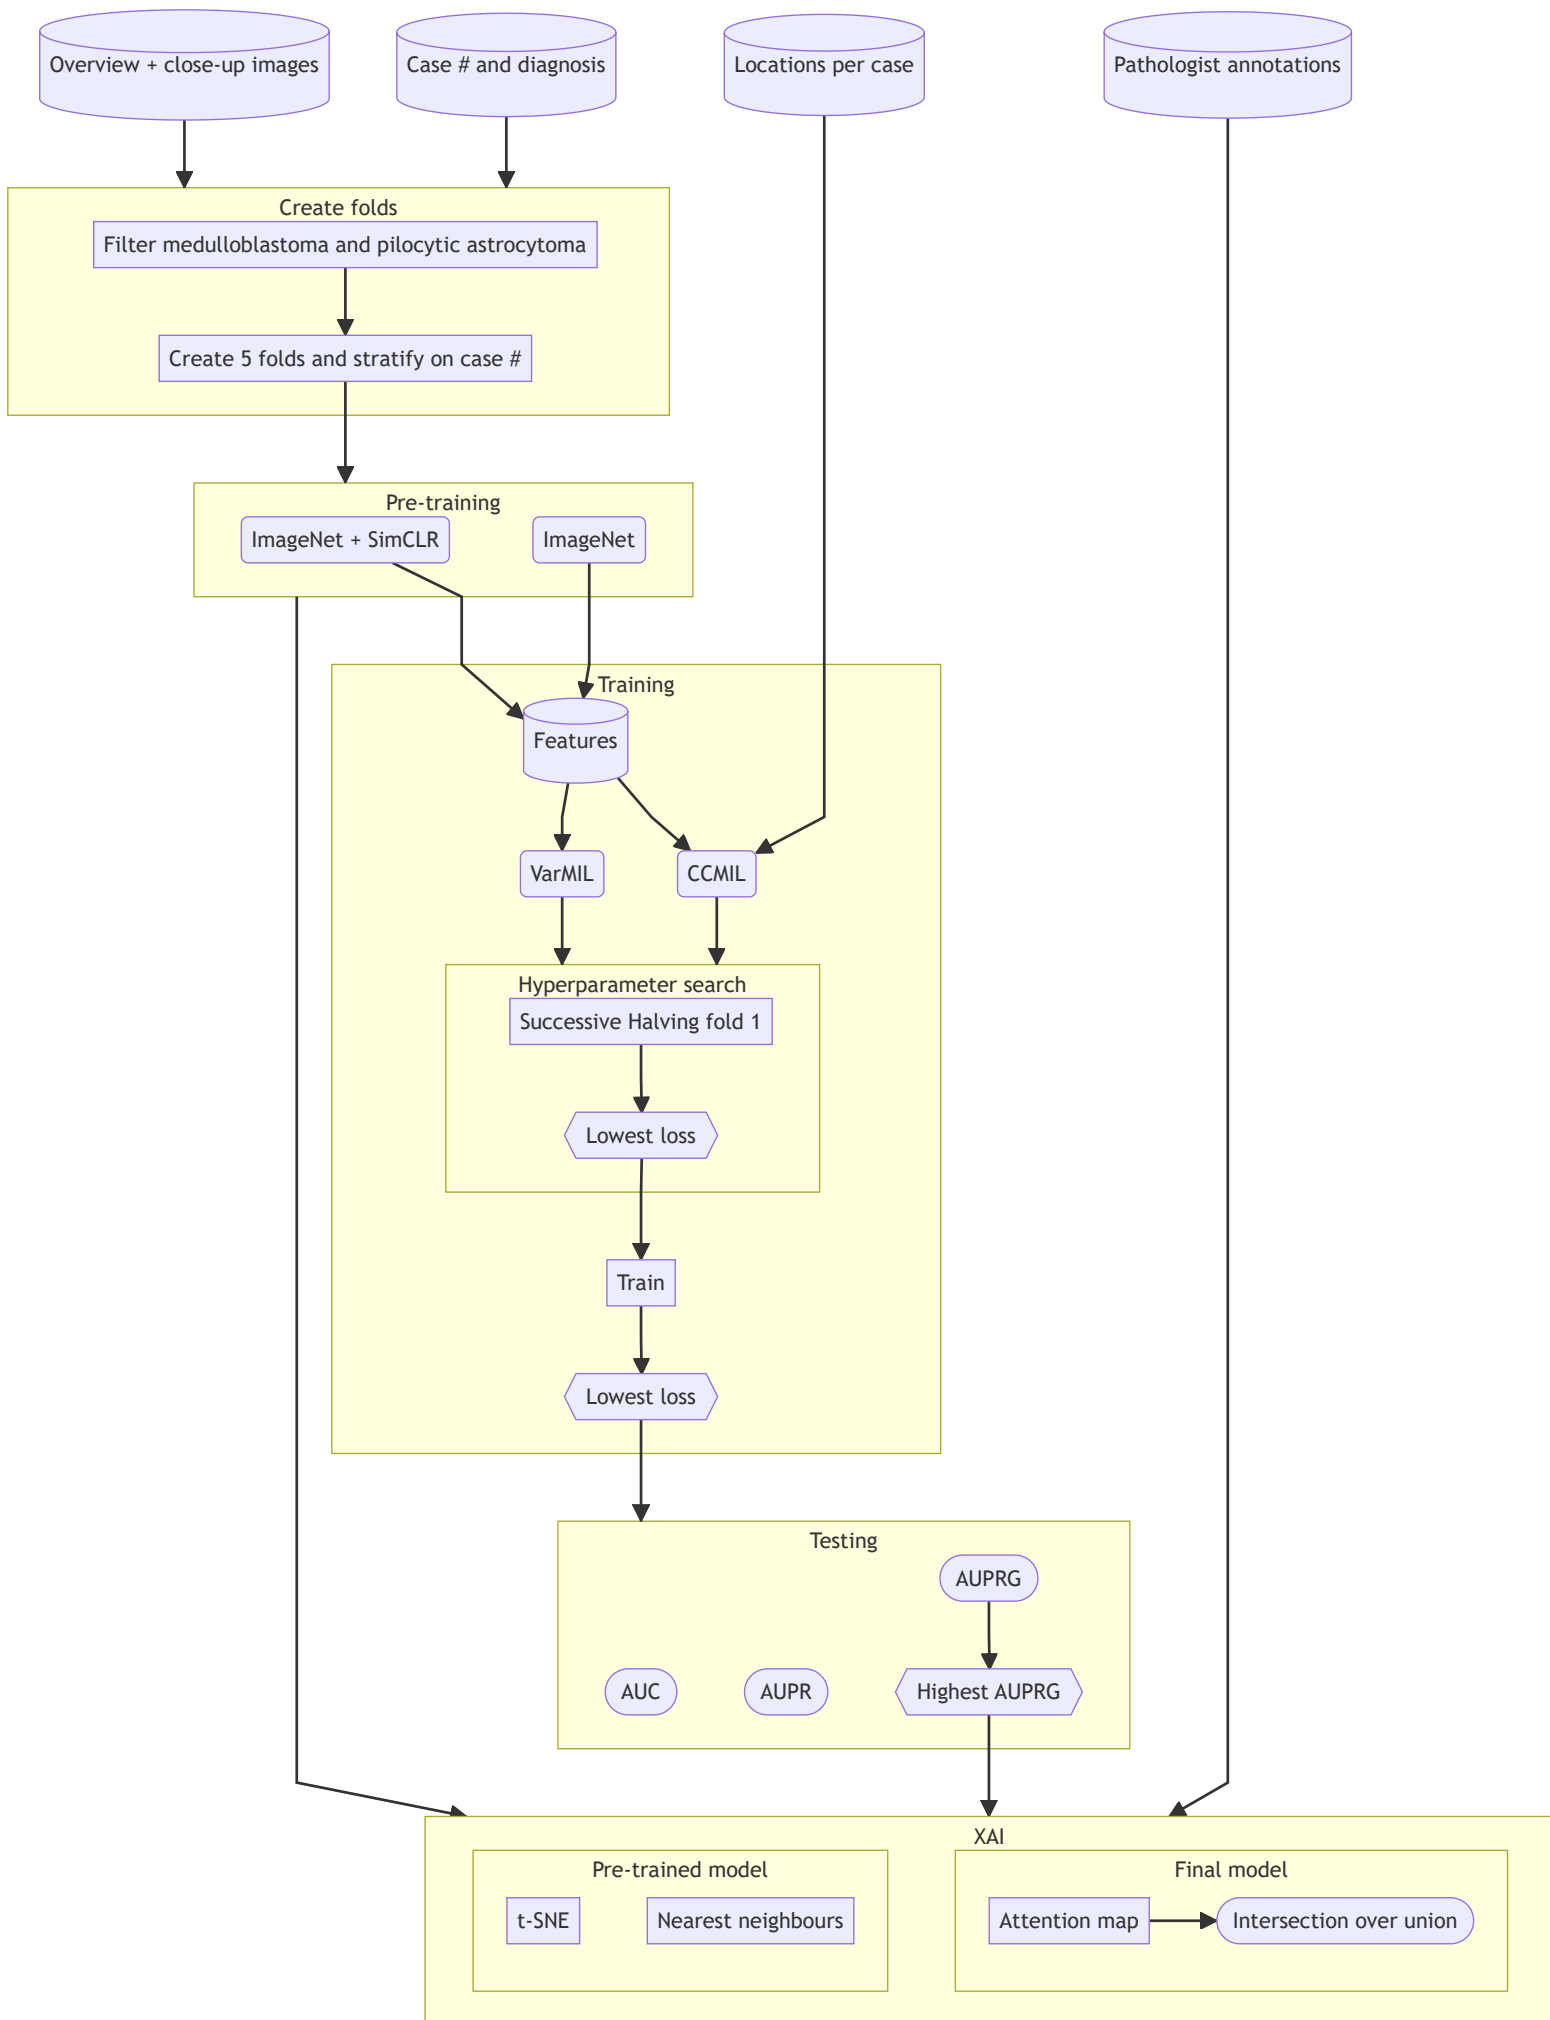 Overview + close-up images
Case # and diagnosis
Locations per case
Pathologist annotations
Create folds
Filter medulloblastoma and pilocytic astrocytoma
Create 5 folds and stratify on case #
Pre-training
ImageNet + SimCLR
ImageNet
Training
Features
VarMIL
CCMIL
Hyperparameter search
Successive Halving fold 1
Lowest loss
Train
Lowest loss
Testing
AUPRG
AUC
AUPR
Highest AUPRG
XAI
Pre-trained model
t-SNE
Nearest neighbours
Final model
Attention map
Intersection over union